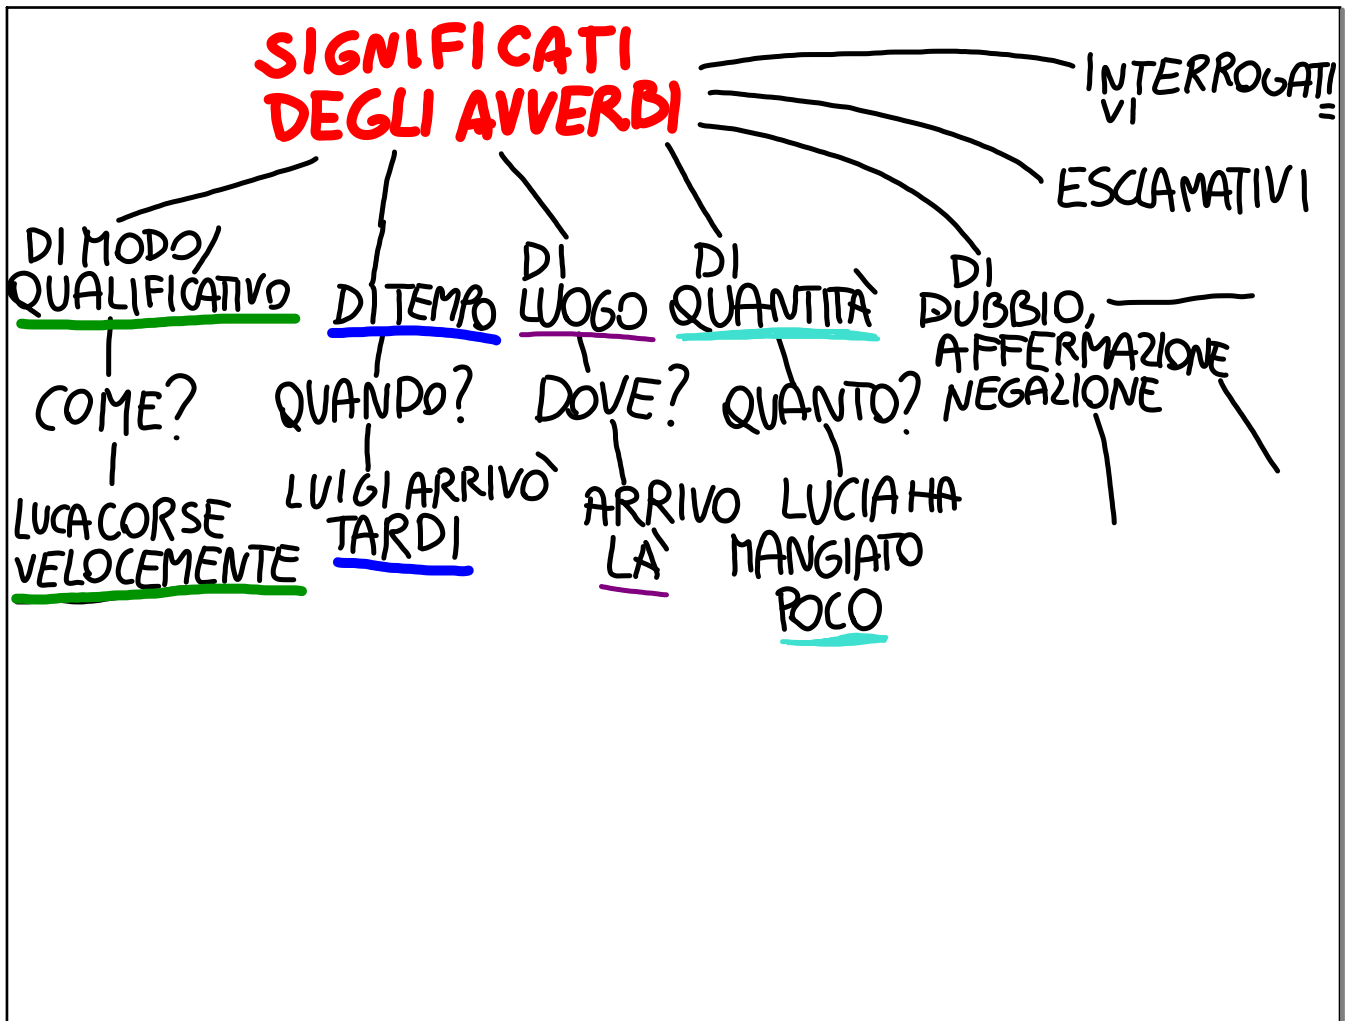 SIGNIFICATI
DEGLI AVVERBI
INTERROGATI
VI
ESCLAMATIVI
DI MODO/
QUALIFICATIVO
COME?
LUCA CORSE
VELOCEMENTE
DI TEMPO
QUANDO?
LUIGI ARRIVÒ
TARDI
DI
LUOGO
DOVE?
ARRIVO
LÀ
DI
QUANTITÀ
QUANTO?
LUCIA HA
MANGIATO
POCO
DI
DUBBIO,
AFFERMAZIONE
NEGAZIONE